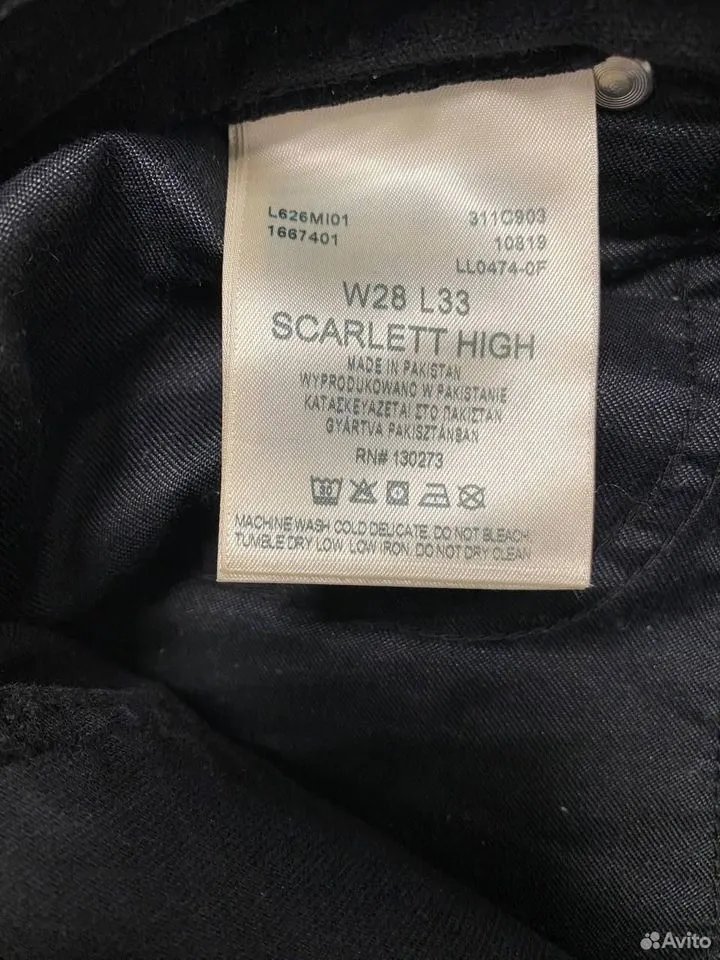 L626MI01 311C903
1667401 10819
LL0474-0F
W28 L33
SCARLETT HIGH
MADE IN PAKISTAN
WYPRODUKOWANO W PAKISTANIE
ΚΑΤΑΣΚΕΥΑΖΕΤΑΙ ΣΤΟ ΠΑΚΙΣΤΑΝ
GYÁRTVA PAKISZTÁNBAN
RN# 130273
30
MACHINE WASH COLD DELICATE. DO NOT BLEACH.
TUMBLE DRY LOW. LOW IRON. DO NOT DRY CLEAN
Avito